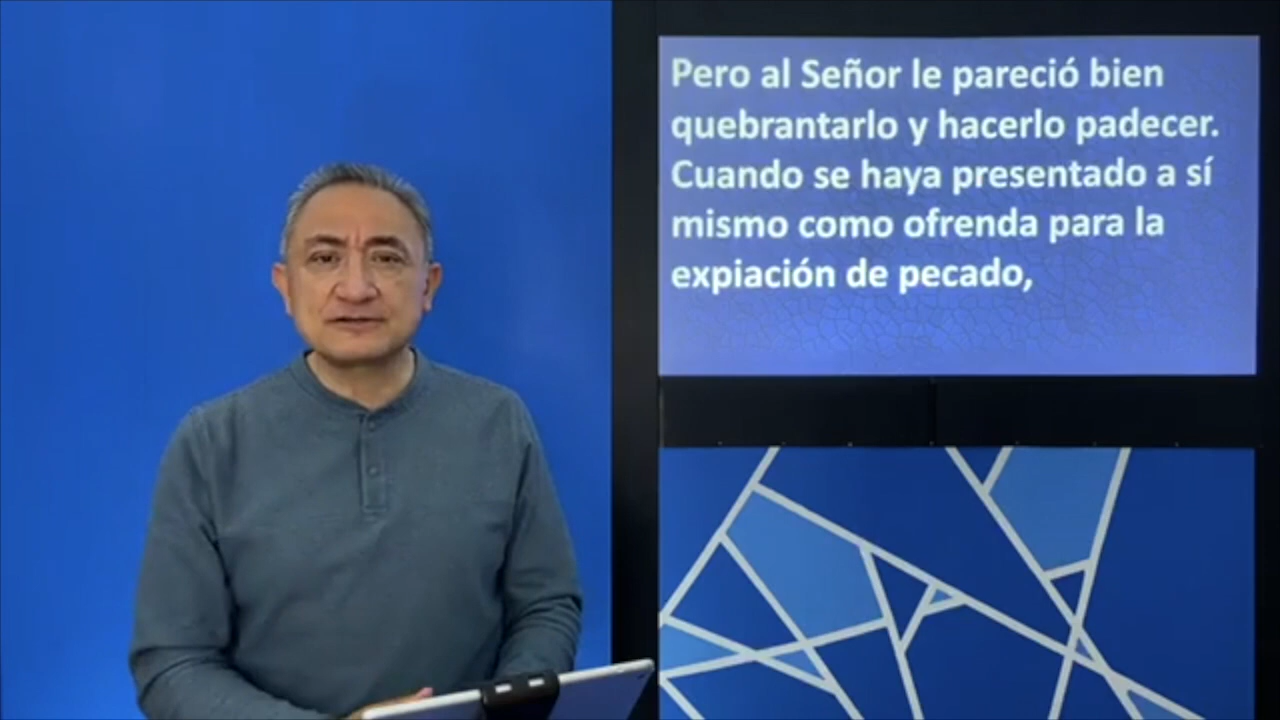 Pero al Señor le pareció bien
quebrantarlo y hacerlo padecer.
Cuando se haya presentado a sí
mismo como ofrenda para la
expiación de pecado,